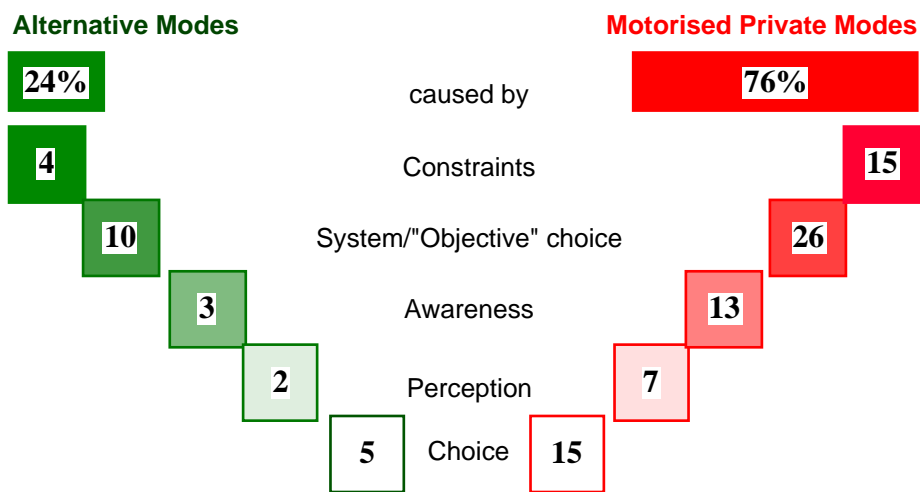 Alternative Modes Motorised Private Modes
24% caused by 76%
4 Constraints 15
10 System/"Objective" choice 26
3 Awareness 13
2 Perception 7
5 Choice 15